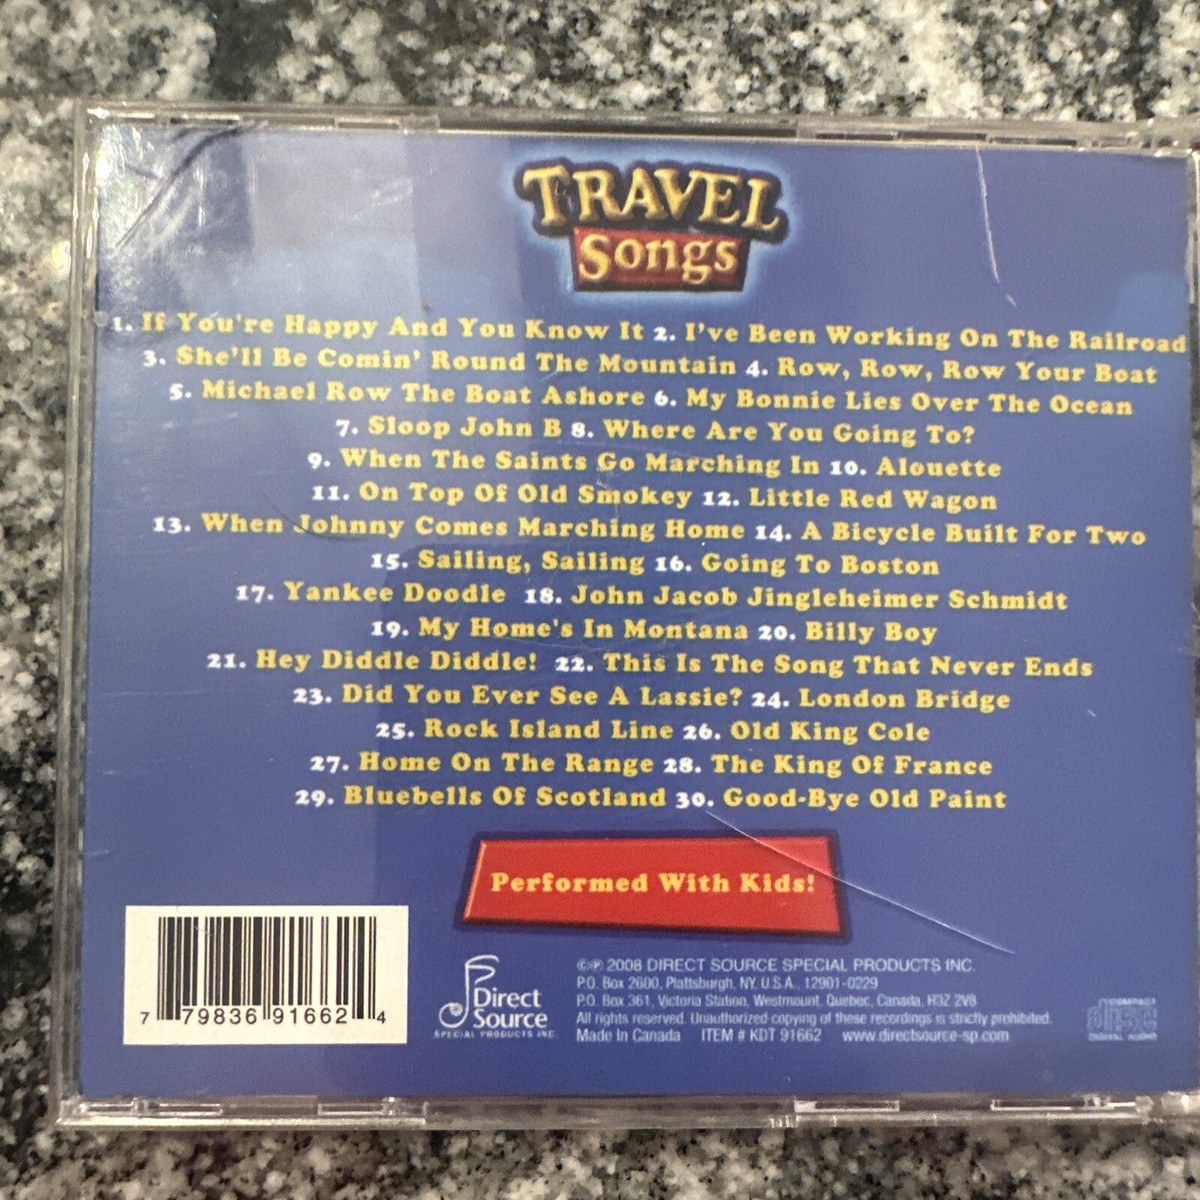 TRAVEL
Songs
1. If You're Happy And You Know It 2. I've Been Working On The Railroad
3. She'll Be Comin' Round The Mountain 4. Row, Row, Row Your Boat
5. Michael Row The Boat Ashore 6. My Bonnie Lies Over The Ocean
7. Sloop John B 8. Where Are You Going To?
9. When The Saints Go Marching In 10. Alouette
11. On Top Of Old Smokey 12. Little Red Wagon
13. When Johnny Comes Marching Home 14. A Bicycle Built For Two
15. Sailing, Sailing 16. Going To Boston
17. Yankee Doodle 18. John Jacob Jingleheimer Schmidt
19. My Home's In Montana 20. Billy Boy
21. Hey Diddle Diddle! 22. This Is The Song That Never Ends
23. Did You Ever See A Lassie? 24. London Bridge
25. Rock Island Line 26. Old King Cole
27. Home On The Range 28. The King Of France
29. Bluebells Of Scotland 30. Good-Bye Old Paint
Performed With Kids!
7 79836 91662 4
Direct
Source
SPECIAL PRODUCTS INC.
©℗ 2008 DIRECT SOURCE SPECIAL PRODUCTS INC.
P.O. Box 2600, Plattsburgh, NY, U.S.A., 12901-0229
P.O. Box 361, Victoria Station, Westmount, Quebec, Canada, H3Z 2V8
All rights reserved. Unauthorized copying of these recordings is strictly prohibited.
Made in Canada ITEM # KDT 91662 www.directsource-sp.com
COMPACT
disc
DIGITAL AUDIO